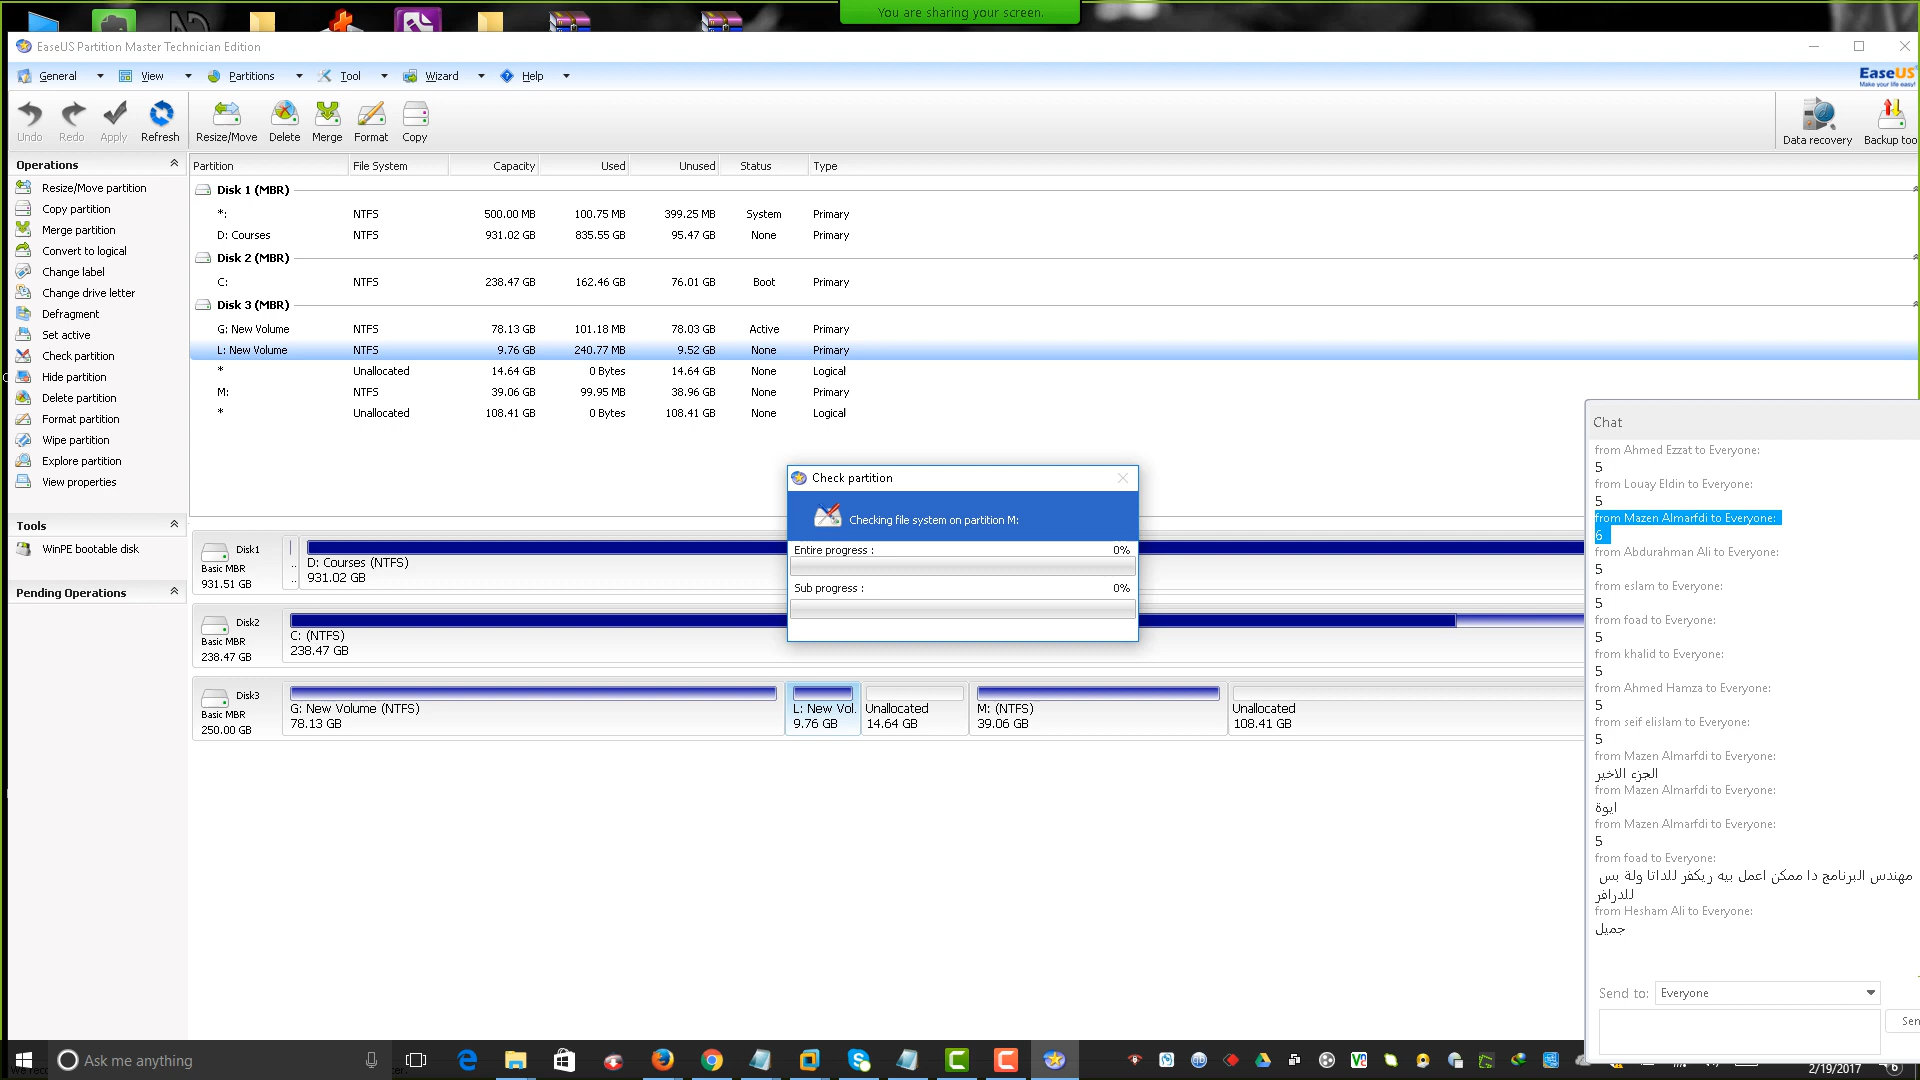 You are sharing your screen.
EaseUS Partition Master Technician Edition
General View Partitions Tool Wizard Help
EaseUS
Make your life easy!
Undo Redo Apply Refresh Resize/Move Delete Merge Format Copy Data recovery Backup too
Operations
Resize/Move partition
Copy partition
Merge partition
Convert to logical
Change label
Change drive letter
Defragment
Set active
Check partition
Hide partition
Delete partition
Format partition
Wipe partition
Explore partition
View properties
Tools
WinPE bootable disk
Pending Operations
Partition File System Capacity Used Unused Status Type
Disk 1 (MBR)
*: NTFS 500.00 MB 100.75 MB 399.25 MB System Primary
D: Courses NTFS 931.02 GB 835.55 GB 95.47 GB None Primary
Disk 2 (MBR)
C: NTFS 238.47 GB 162.46 GB 76.01 GB Boot Primary
Disk 3 (MBR)
G: New Volume NTFS 78.13 GB 101.18 MB 78.03 GB Active Primary
L: New Volume NTFS 9.76 GB 240.77 MB 9.52 GB None Primary
* Unallocated 14.64 GB 0 Bytes 14.64 GB None Logical
M: NTFS 39.06 GB 99.95 MB 38.96 GB None Primary
* Unallocated 108.41 GB 0 Bytes 108.41 GB None Logical
Check partition
Checking file system on partition M:
Entire progress : 0%
Sub progress : 0%
Disk1
Basic MBR
931.51 GB
D: Courses (NTFS)
931.02 GB
Disk2
Basic MBR
238.47 GB
C: (NTFS)
238.47 GB
Disk3
Basic MBR
250.00 GB
G: New Volume (NTFS)
78.13 GB
L: New Vol.
9.76 GB
Unallocated
14.64 GB
M: (NTFS)
39.06 GB
Unallocated
108.41 GB
Chat
from Ahmed Ezzat to Everyone:
5
from Louay Eldin to Everyone:
5
from Mazen Almarfdi to Everyone:
6
from Abdurahman Ali to Everyone:
5
from eslam to Everyone:
5
from foad to Everyone:
5
from khalid to Everyone:
5
from Ahmed Hamza to Everyone:
5
from seif elislam to Everyone:
5
from Mazen Almarfdi to Everyone:
الجزء الاخير
from Mazen Almarfdi to Everyone:
ايوة
from Mazen Almarfdi to Everyone:
5
from foad to Everyone:
مهندس البرنامج دا ممكن اعمل بيه ريكفر للداتا ولة بس
للدرافر
from Hesham Ali to Everyone:
جميل
Send to: Everyone
Sen
Ask me anything
2/19/2017
6